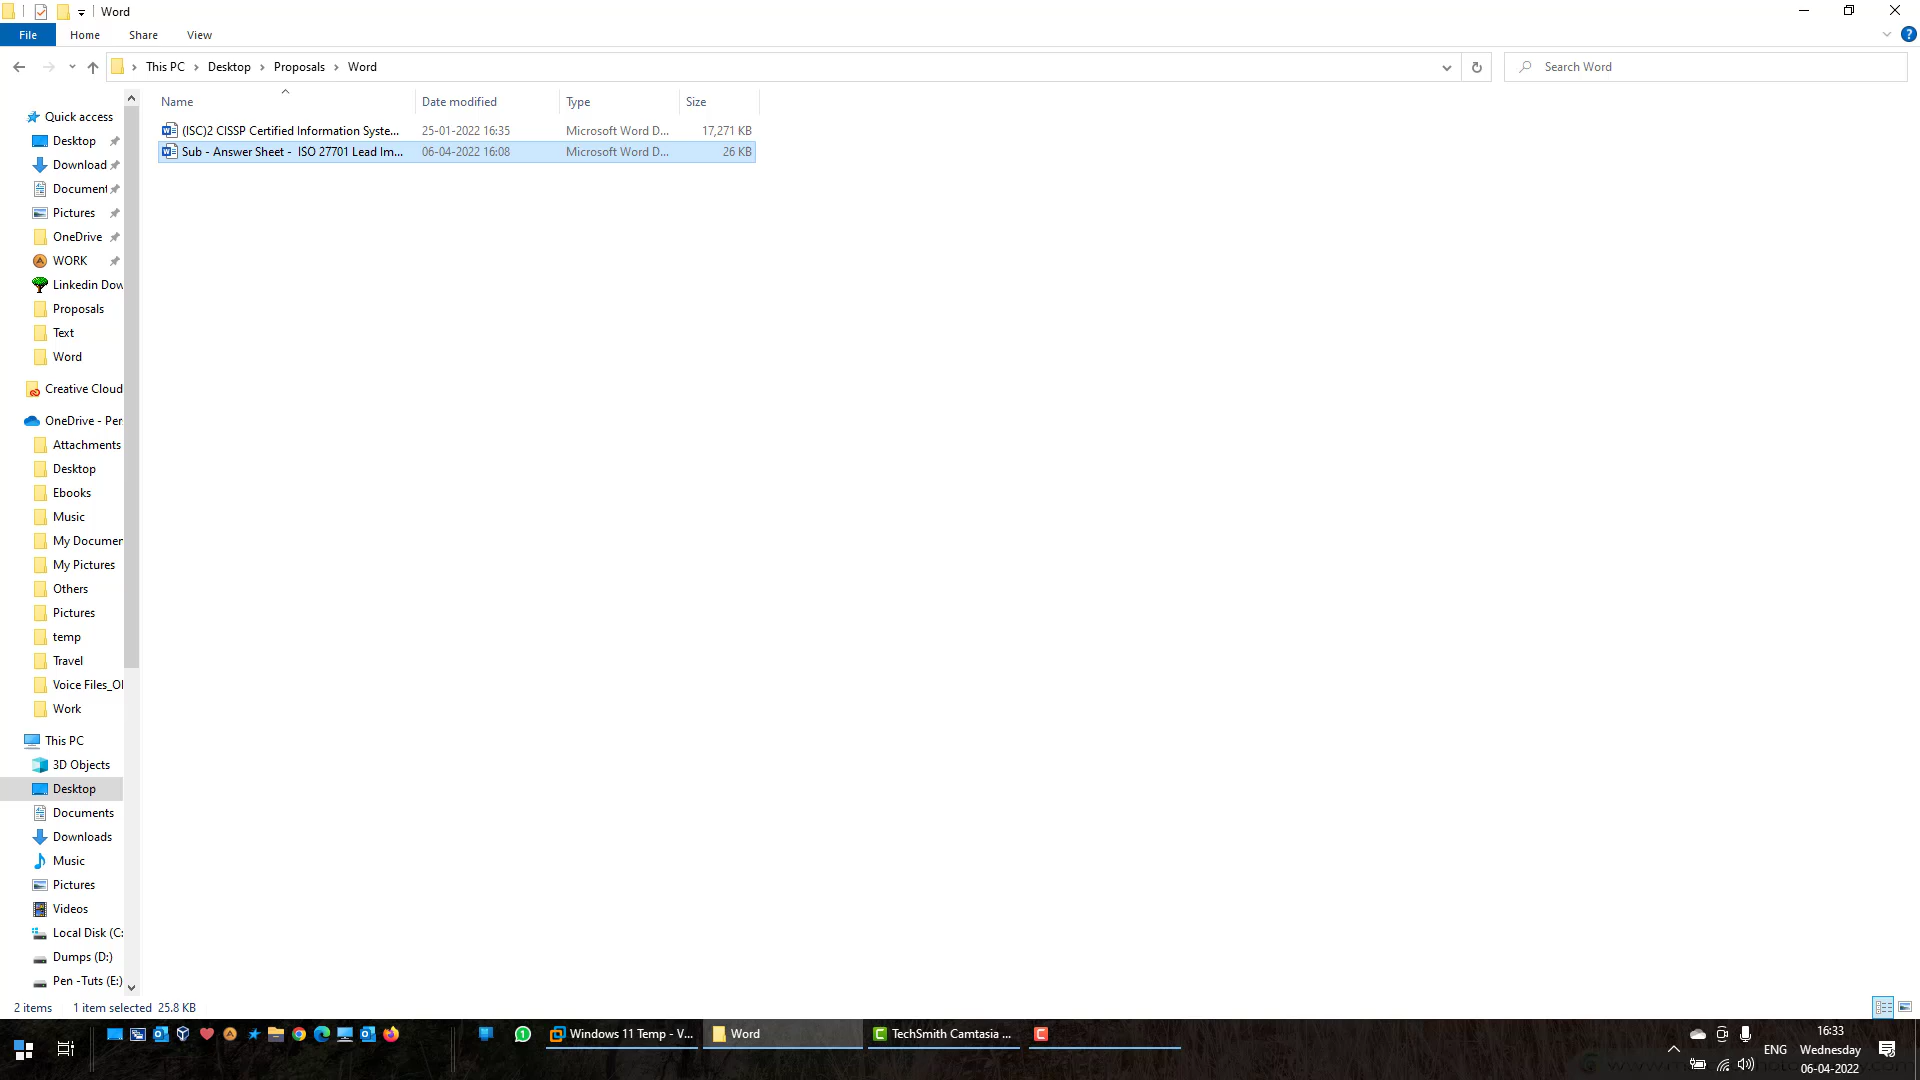 Word
File Home Share View
This PC Desktop Proposals Word
Search Word
Name Date modified Type Size
(ISC)2 CISSP Certified Information Syste... 25-01-2022 16:35 Microsoft Word D... 17,271 KB
Sub - Answer Sheet - ISO 27701 Lead Im... 06-04-2022 16:08 Microsoft Word D... 26 KB
Quick access
Desktop
Download
Document
Pictures
OneDrive
WORK
Linkedin Dow
Proposals
Text
Word
Creative Cloud
OneDrive - Per
Attachments
Desktop
Ebooks
Music
My Documen
My Pictures
Others
Pictures
temp
Travel
Voice Files_Ol
Work
This PC
3D Objects
Desktop
Documents
Downloads
Music
Pictures
Videos
Local Disk (C:
Dumps (D:)
Pen -Tuts (E:)
2 items 1 item selected 25.8 KB
Windows 11 Temp - V... Word TechSmith Camtasia ...
16:33
ENG Wednesday
06-04-2022